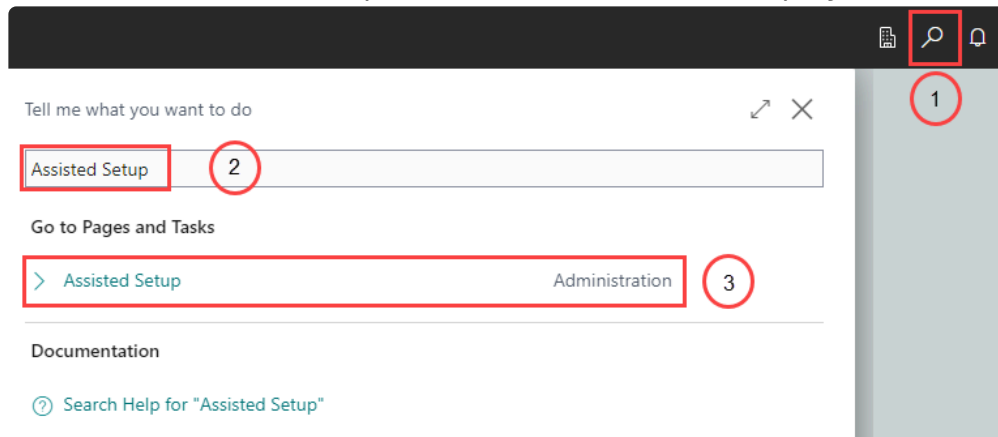 1
Tell me what you want to do
Assisted Setup
2
Go to Pages and Tasks
Assisted Setup Administration
3
Documentation
Search Help for "Assisted Setup"